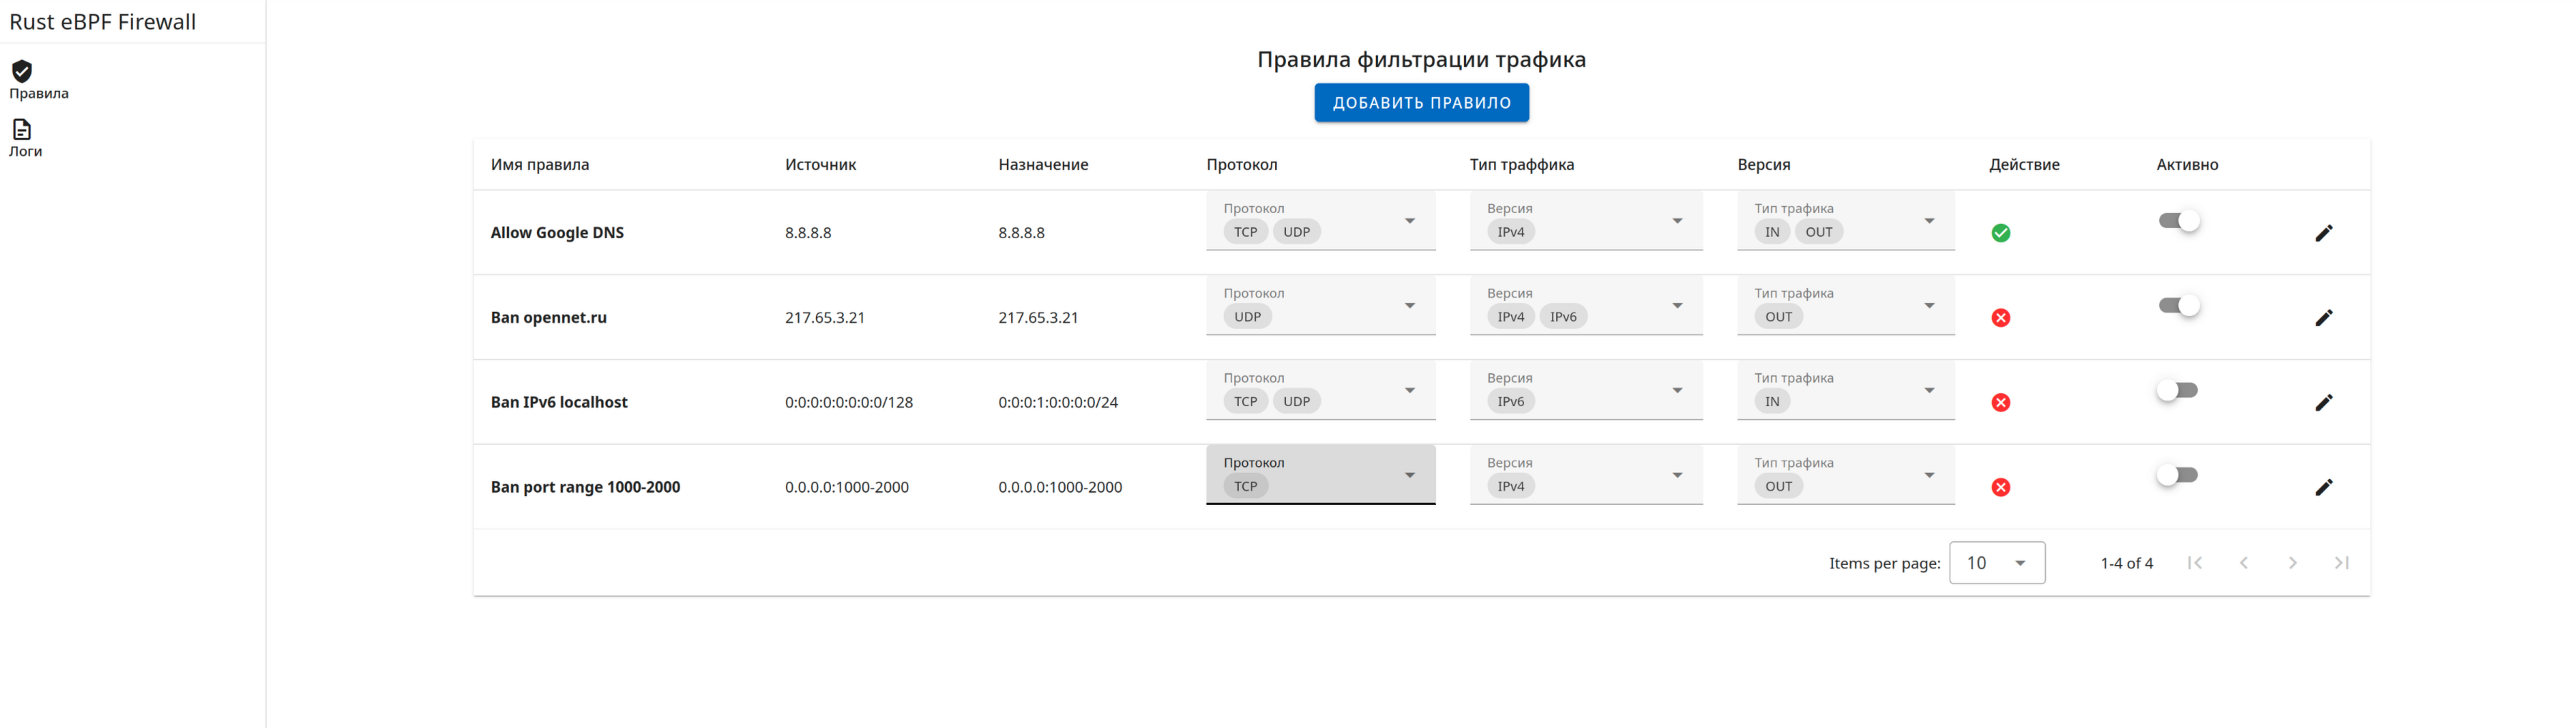 Rust eBPF Firewall
Правила
Логи
Правила фильтрации трафика
ДОБАВИТЬ ПРАВИЛО
Имя правила Источник Назначение Протокол Тип траффика Версия Действие Активно
Протокол Версия Тип трафика
Allow Google DNS 8.8.8.8 8.8.8.8 TCP UDP IPv4 IN OUT
Протокол Версия Тип трафика
Ban opennet.ru 217.65.3.21 217.65.3.21 UDP IPv4 IPv6 OUT
Протокол Версия Тип трафика
Ban IPv6 localhost 0:0:0:0:0:0:0:0/128 0:0:0:1:0:0:0:0/24 TCP UDP IPv6 IN
Протокол Версия Тип трафика
Ban port range 1000-2000 0.0.0.0:1000-2000 0.0.0.0:1000-2000 TCP IPv4 OUT
Items per page: 10 1-4 of 4